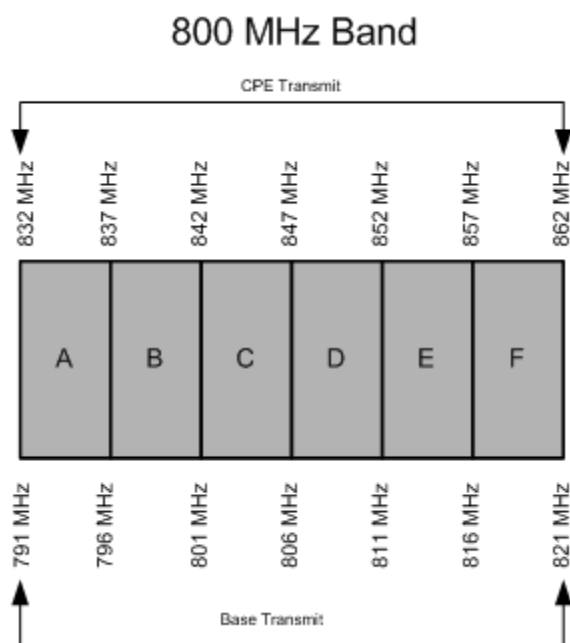 800 MHz Band
CPE Transmit
832 MHz
837 MHz
842 MHz
847 MHz
852 MHz
857 MHz
862 MHz
A
B
C
D
E
F
791 MHz
796 MHz
801 MHz
806 MHz
811 MHz
816 MHz
821 MHz
Base Transmit